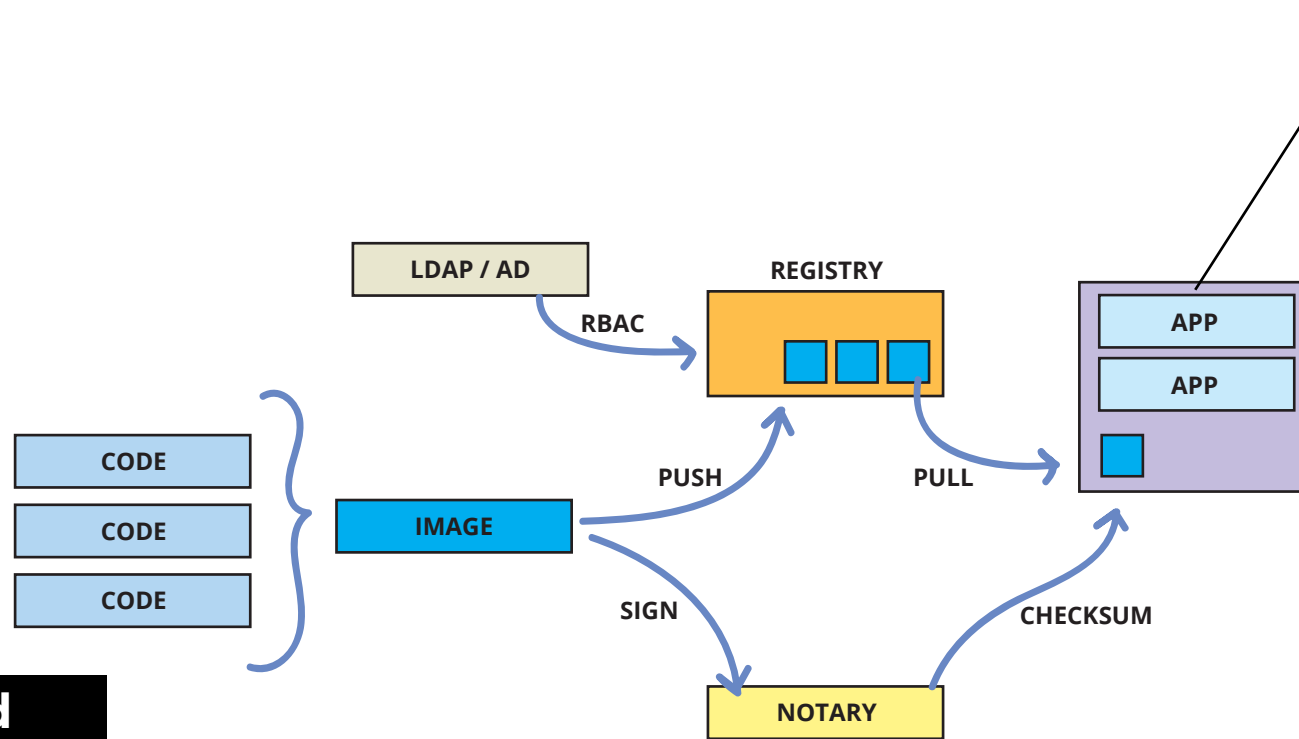 LDAP / AD
REGISTRY
RBAC
APP
APP
CODE
CODE
CODE
IMAGE
PUSH
PULL
SIGN
CHECKSUM
NOTARY